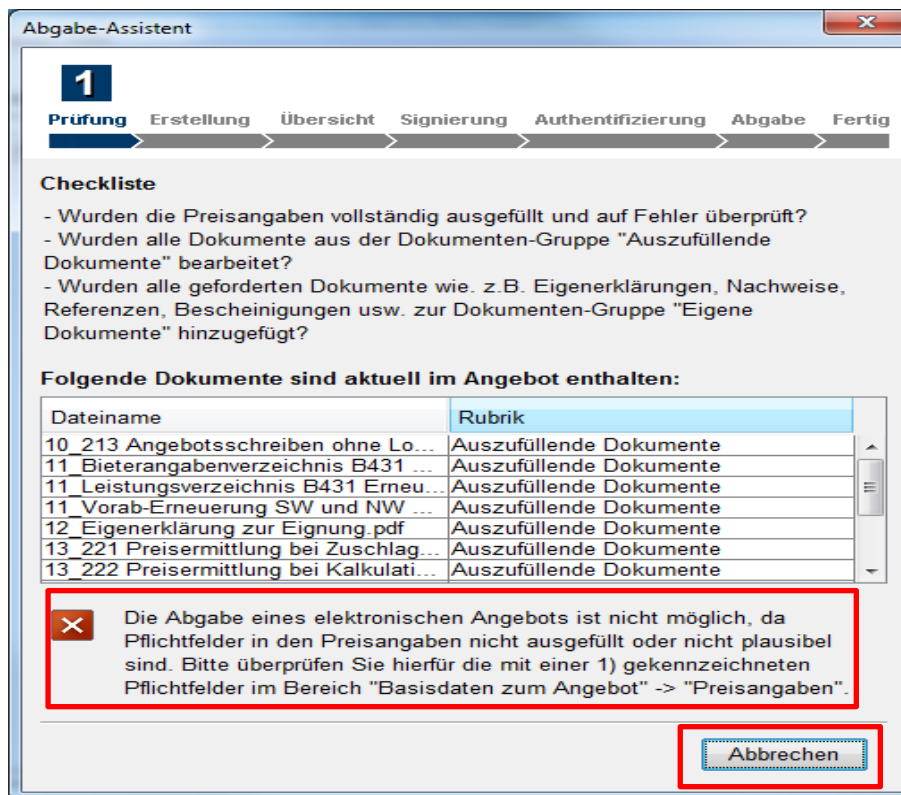 Abgabe-Assistent
1
Prüfung Erstellung Übersicht Signierung Authentifizierung Abgabe Fertig
Checkliste
- Wurden die Preisangaben vollständig ausgefüllt und auf Fehler überprüft?
- Wurden alle Dokumente aus der Dokumenten-Gruppe "Auszufüllende
Dokumente" bearbeitet?
- Wurden alle geforderten Dokumente wie. z.B. Eigenerklärungen, Nachweise,
Referenzen, Bescheinigungen usw. zur Dokumenten-Gruppe "Eigene
Dokumente" hinzugefügt?
Folgende Dokumente sind aktuell im Angebot enthalten:
Dateiname Rubrik
10_213 Angebotsschreiben ohne Lo... Auszufüllende Dokumente
11_Bieterangabenverzeichnis B431 ... Auszufüllende Dokumente
11_Leistungsverzeichnis B431 Erneu... Auszufüllende Dokumente
11_Vorab-Erneuerung SW und NW ... Auszufüllende Dokumente
12_Eigenerklärung zur Eignung.pdf Auszufüllende Dokumente
13_221 Preisermittlung bei Zuschlag... Auszufüllende Dokumente
13_222 Preisermittlung bei Kalkulati... Auszufüllende Dokumente
Die Abgabe eines elektronischen Angebots ist nicht möglich, da
Pflichtfelder in den Preisangaben nicht ausgefüllt oder nicht plausibel
sind. Bitte überprüfen Sie hierfür die mit einer 1) gekennzeichneten
Pflichtfelder im Bereich "Basisdaten zum Angebot" -> "Preisangaben".
Abbrechen